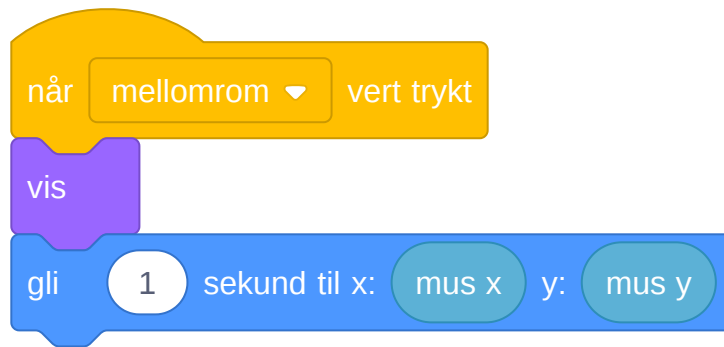 når mellomrom vert trykt
vis
gli 1 sekund til x: mus x y: mus y